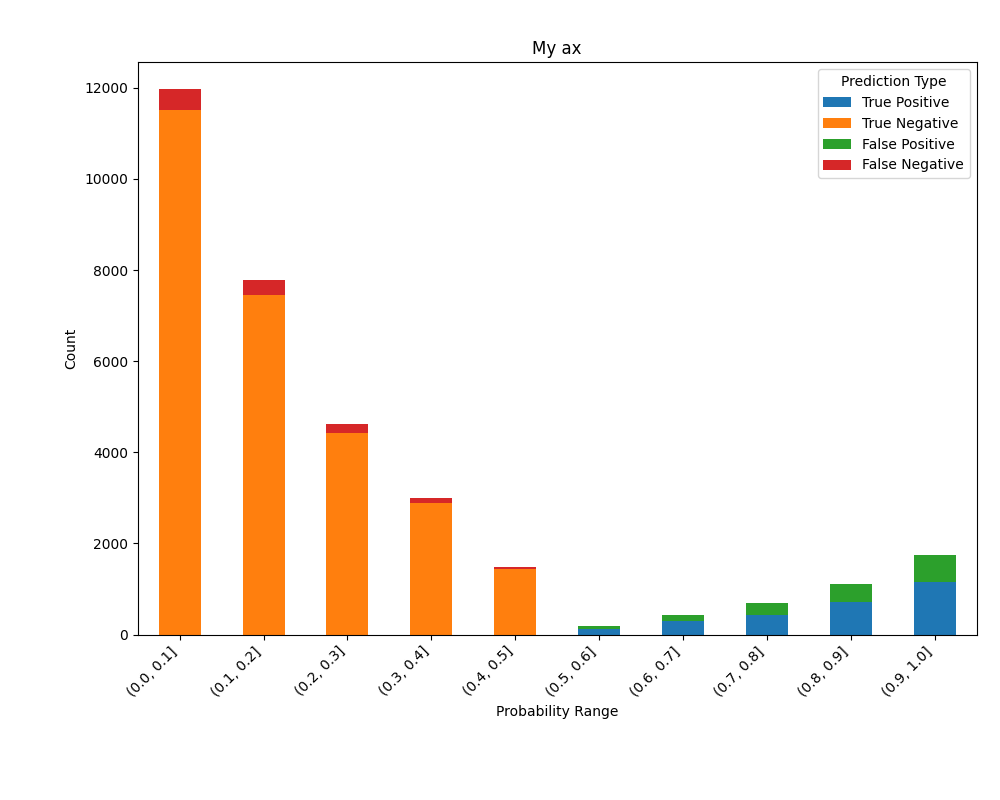 My ax
12000
10000
8000
6000
4000
2000
0
Count
Prediction Type
True Positive
True Negative
False Positive
False Negative
(0.0, 0.1]
(0.1, 0.2]
(0.2, 0.3]
(0.3, 0.4]
(0.4, 0.5]
(0.5, 0.6]
(0.6, 0.7]
(0.7, 0.8]
(0.8, 0.9]
(0.9, 1.0]
Probability Range